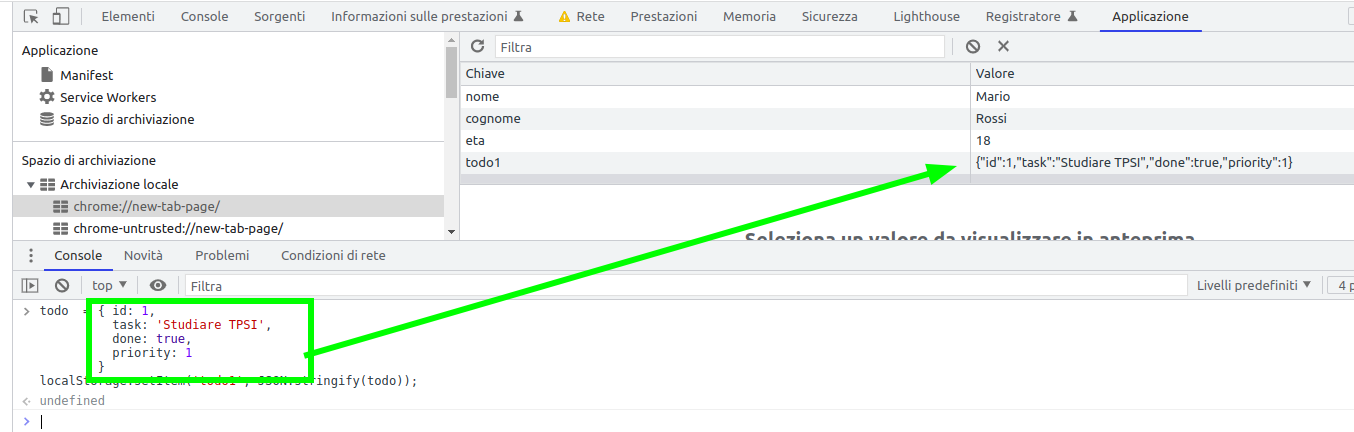 Elementi Console Sorgenti Informazioni sulle prestazioni Rete Prestazioni Memoria Sicurezza Lighthouse Registratore Applicazione
Applicazione
Manifest
Service Workers
Spazio di archiviazione
Spazio di archiviazione
Archiviazione locale
chrome://new-tab-page/
chrome-untrusted://new-tab-page/
Filtra
Chiave Valore
nome Mario
cognome Rossi
eta 18
todo1 {"id":1,"task":"Studiare TPSI","done":true,"priority":1}
Seleziona un valore da visualizzare in anteprima
Console Novità Problemi Condizioni di rete
top Filtra Livelli predefiniti 4
todo = { id: 1,
task: 'Studiare TPSI',
done: true,
priority: 1
}
localStorage.setItem('todo1', JSON.stringify(todo));
undefined